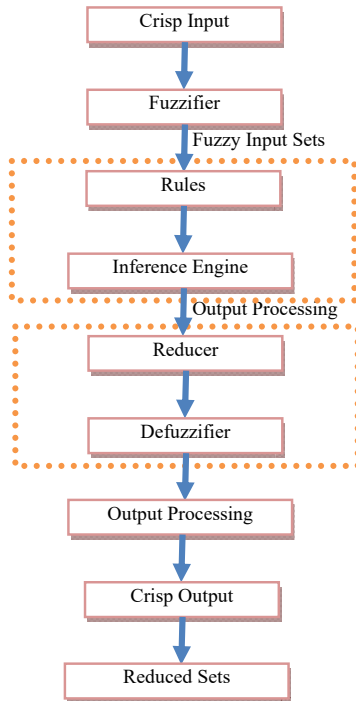 Crisp Input
Fuzzifier
Fuzzy Input Sets
Rules
Inference Engine
Output Processing
Reducer
Defuzzifier
Output Processing
Crisp Output
Reduced Sets